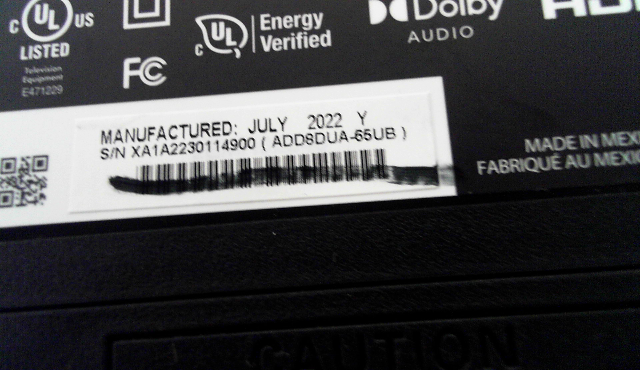 c UL US
LISTED
Television
Equipment
E471229
FC
c UL Energy
Verified
Dolby
AUDIO
MANUFACTURED: JULY 2022 Y
S/N XA1A2230114900 ( ADD8DUA-65UB )
MADE IN MEX
FABRIQUÉ AU MEXI
CAUTION